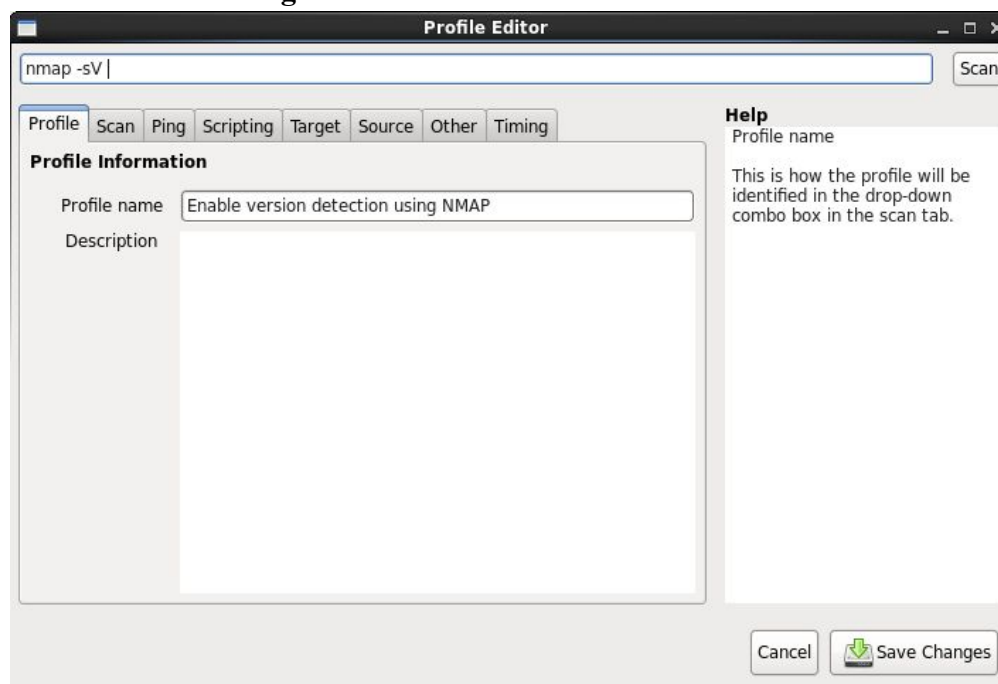 Profile Editor
nmap -sV
Scan
Profile Scan Ping Scripting Target Source Other Timing
Profile Information
Profile name Enable version detection using NMAP
Description
Help
Profile name
This is how the profile will be
identified in the drop-down
combo box in the scan tab.
Cancel Save Changes